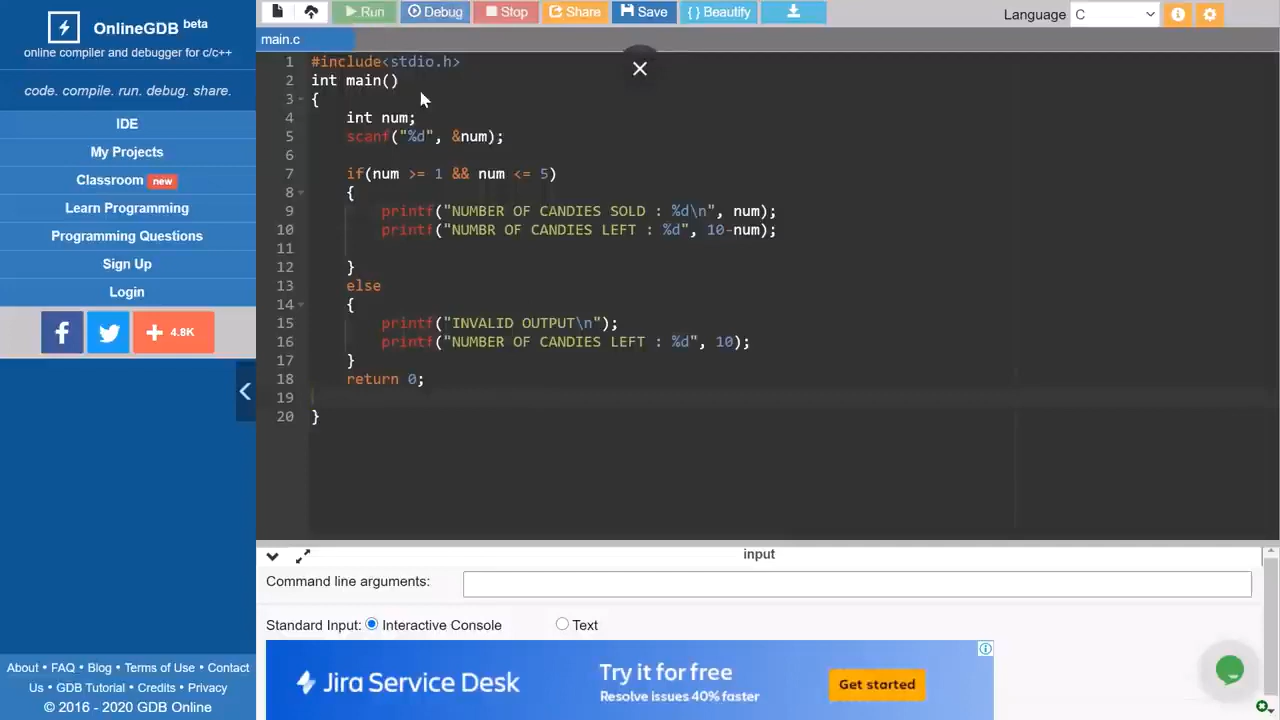 OnlineGDB beta
online compiler and debugger for c/c++
code. compile. run. debug. share.
IDE
My Projects
Classroom new
Learn Programming
Programming Questions
Sign Up
Login
f
+ 4.8K
About • FAQ • Blog • Terms of Use • Contact
Us • GDB Tutorial • Credits • Privacy
© 2016 - 2020 GDB Online
Run Debug Stop Share Save { } Beautify
Language C
main.c
1 #include<stdio.h>
2 int main()
3 {
4 int num;
5 scanf("%d", &num);
6
7 if(num >= 1 && num <= 5)
8 {
9 printf("NUMBER OF CANDIES SOLD : %d\n", num);
10 printf("NUMBR OF CANDIES LEFT : %d", 10-num);
11
12 }
13 else
14 {
15 printf("INVALID OUTPUT\n");
16 printf("NUMBER OF CANDIES LEFT : %d", 10);
17 }
18 return 0;
19
20 }
input
Command line arguments:
Standard Input: Interactive Console Text
Jira Service Desk
Try it for free
Resolve issues 40% faster
Get started